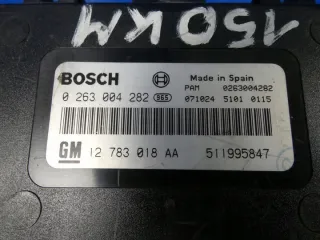 150KM
BOSCH Made in Spain
PAM 0263004282
0 263 004 282 965 071024 5101 0115
GM 12 783 018 AA 511995847